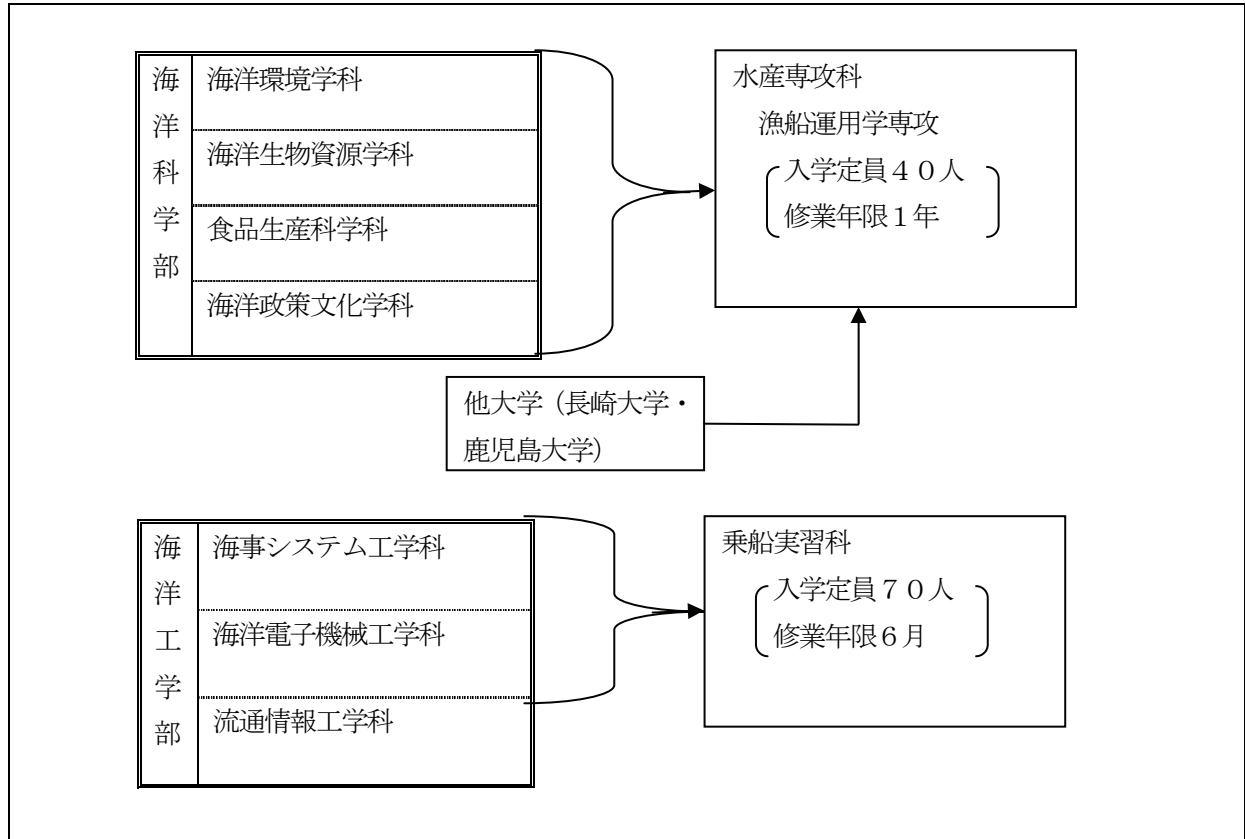 海洋科学部
海洋環境学科
海洋生物資源学科
食品生産科学科
海洋政策文化学科
水産専攻科
漁船運用学専攻
入学定員４０人
修業年限１年
他大学（長崎大学・
鹿児島大学）
海洋工学部
海事システム工学科
海洋電子機械工学科
流通情報工学科
乗船実習科
入学定員７０人
修業年限６月